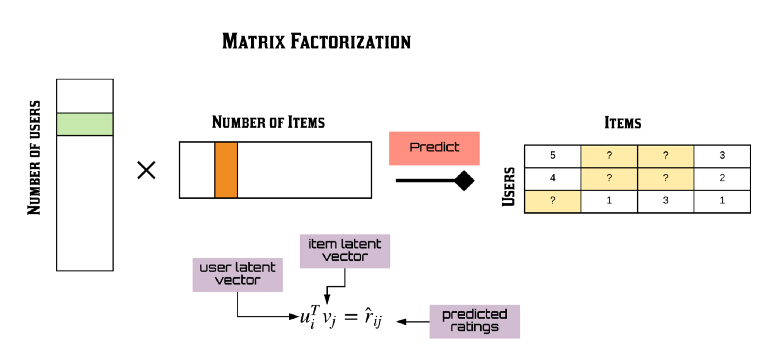 MATRIX FACTORIZATION
NUMBER OF USERS
×
NUMBER OF ITEMS
Predict
ITEMS
USERS
5 ? ? 3
4 ? ? 2
? 1 3 1
item latent
vector
user latent
vector
u_i^T v_j = r̂_ij
predicted
ratings